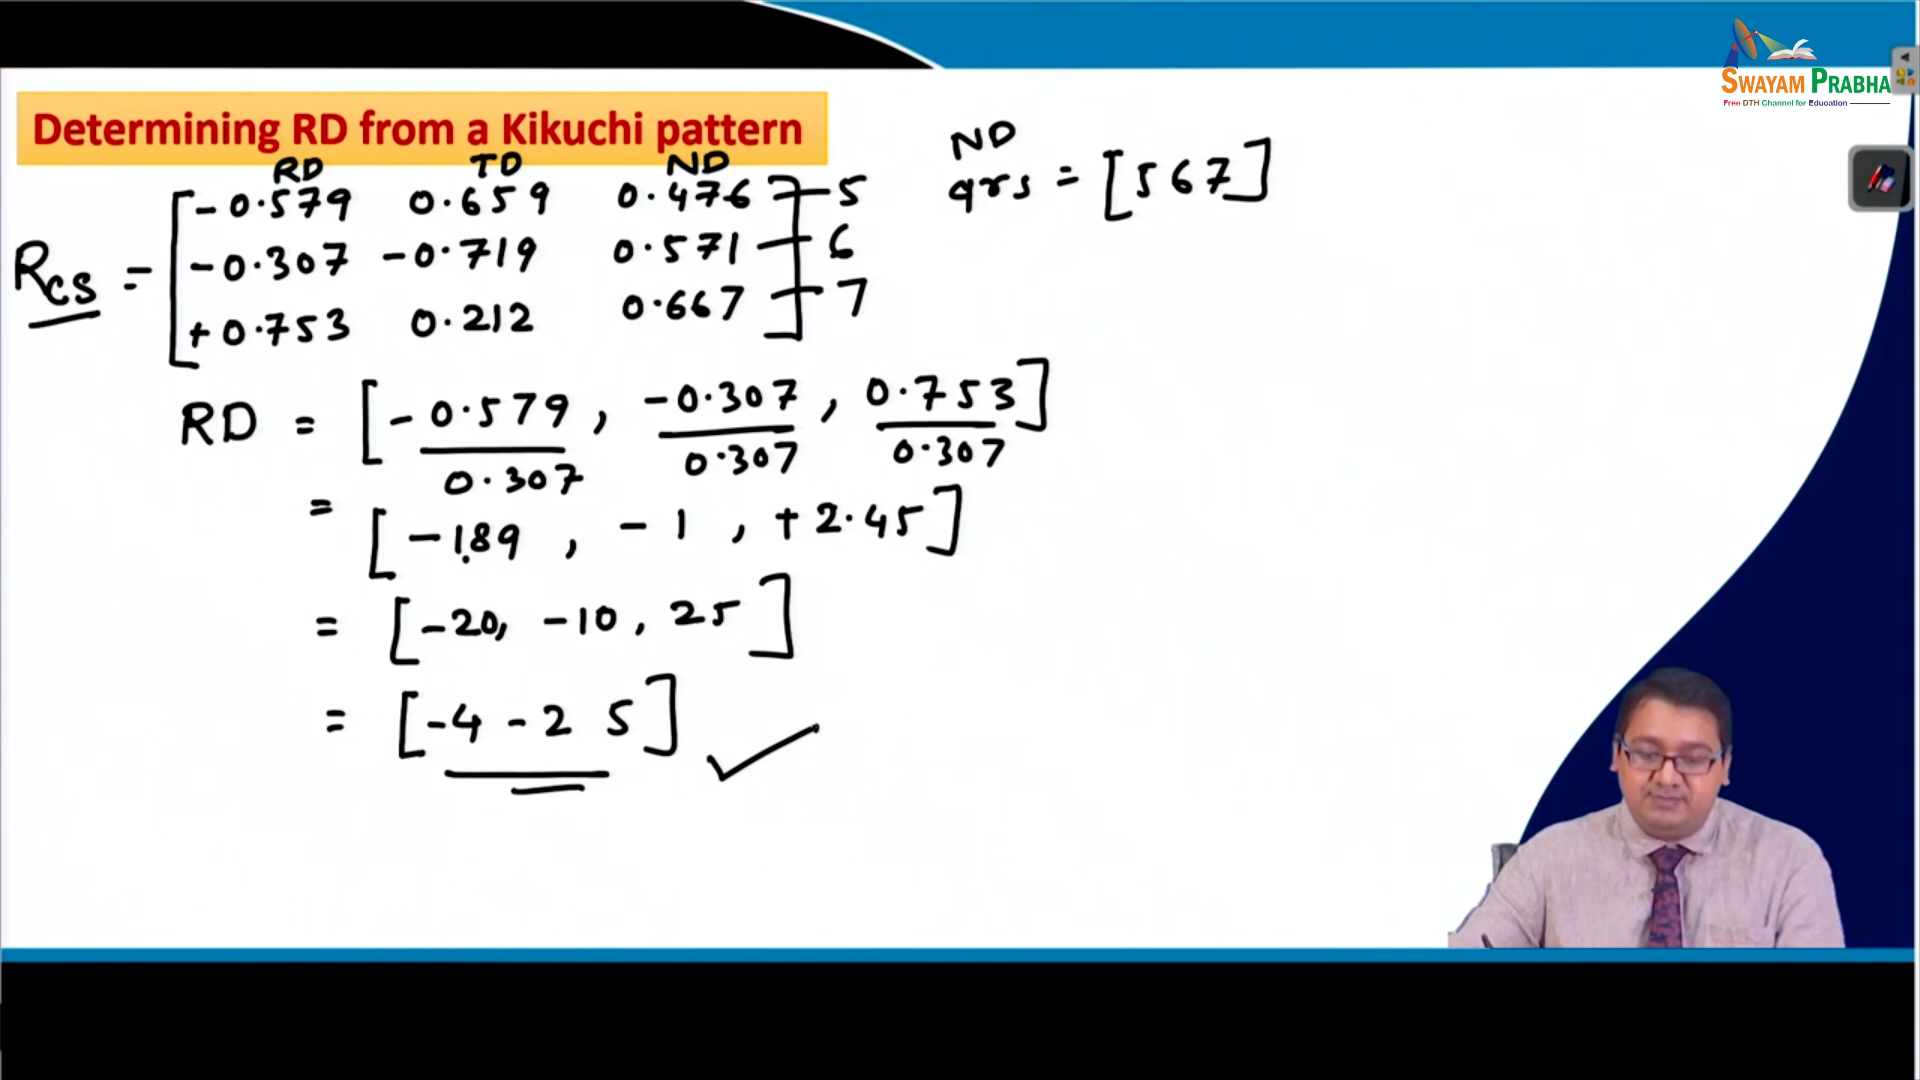 SWAYAM PRABHA
Free DTH Channel for Education
Determining RD from a Kikuchi pattern
RD TD ND
Rcs = [-0.579 0.659 0.476] - 5
-0.307 -0.719 0.571 - 6
+0.753 0.212 0.667 - 7
ND
qrs = [5 6 7]
RD = [-0.579/0.307, -0.307/0.307, 0.753/0.307]
= [-1.89, -1, +2.45]
= [-20, -10, 25]
= [-4 -2 5] ✓